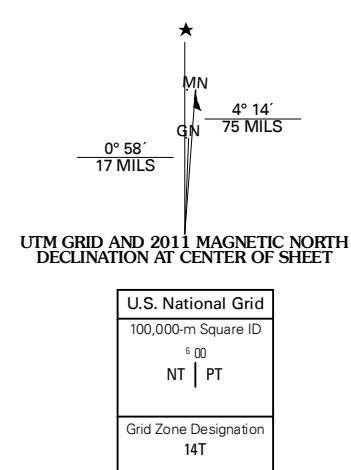 ★
MN
GN
4° 14´
75 MILS
0° 58´
17 MILS
UTM GRID AND 2011 MAGNETIC NORTH
DECLINATION AT CENTER OF SHEET
U.S. National Grid
100,000-m Square ID
6 00
NT | PT
Grid Zone Designation
14T